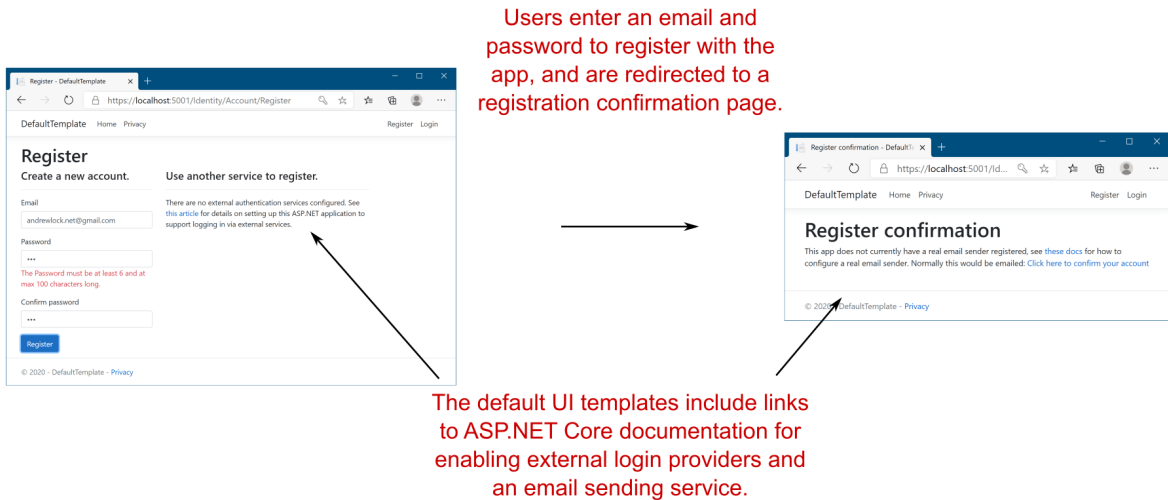 Users enter an email and
password to register with the
app, and are redirected to a
registration confirmation page.
Register - DefaultTemplate
https://localhost:5001/Identity/Account/Register
DefaultTemplate Home Privacy Register Login
Register
Create a new account.
Email
andrewlock.net@gmail.com
Password
•••
The Password must be at least 6 and at
max 100 characters long.
Confirm password
•••
Register
Use another service to register.
There are no external authentication services configured. See
this article for details on setting up this ASP.NET application to
support logging in via external services.
© 2020 - DefaultTemplate - Privacy
Register confirmation - DefaultTe
https://localhost:5001/Id...
DefaultTemplate Home Privacy Register Login
Register confirmation
This app does not currently have a real email sender registered, see these docs for how to
configure a real email sender. Normally this would be emailed: Click here to confirm your account
© 2020 - DefaultTemplate - Privacy
The default UI templates include links
to ASP.NET Core documentation for
enabling external login providers and
an email sending service.